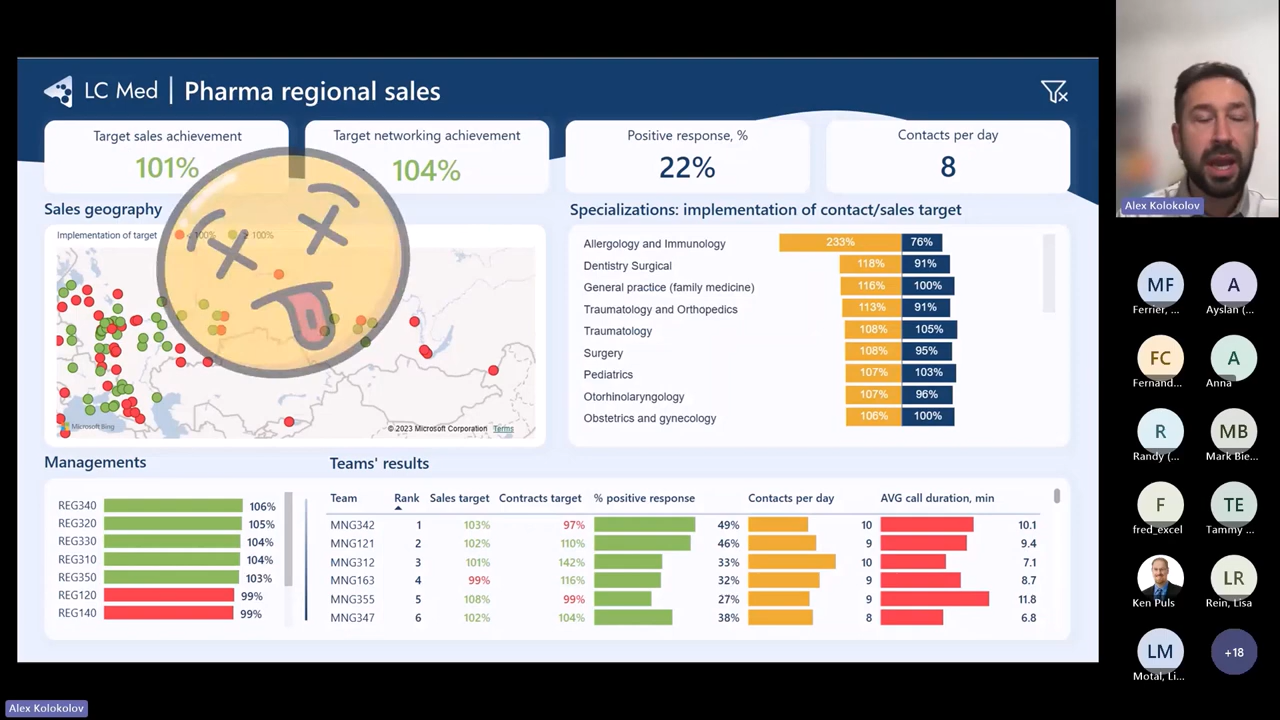 LC Med | Pharma regional sales
Target sales achievement
101%
Target networking achievement
104%
Positive response, %
22%
Contacts per day
8
Sales geography
Implementation of target < 100% ≥ 100%
Microsoft Bing
© 2023 Microsoft Corporation Terms
Specializations: implementation of contact/sales target
Allergology and Immunology 233% 76%
Dentistry Surgical 118% 91%
General practice (family medicine) 116% 100%
Traumatology and Orthopedics 113% 91%
Traumatology 108% 105%
Surgery 108% 95%
Pediatrics 107% 103%
Otorhinolaryngology 107% 96%
Obstetrics and gynecology 106% 100%
Managements
REG340 106%
REG320 105%
REG330 104%
REG310 104%
REG350 103%
REG120 99%
REG140 99%
Teams' results
Team Rank Sales target Contracts target % positive response Contacts per day AVG call duration, min
MNG342 1 103% 97% 49% 10 10.1
MNG121 2 102% 110% 46% 9 9.4
MNG312 3 101% 142% 33% 10 7.1
MNG163 4 99% 116% 32% 9 8.7
MNG355 5 108% 99% 27% 9 11.8
MNG347 6 102% 104% 38% 8 6.8
Alex Kolokolov
MF
Ferrier, ...
A
Ayslan (...
FC
Fernand...
A
Anna
R
Randy (...
MB
Mark Bie...
F
fred_excel
TE
Tammy ...
Ken Puls
LR
Rein, Lisa
LM
Motal, Li...
+18
Alex Kolokolov